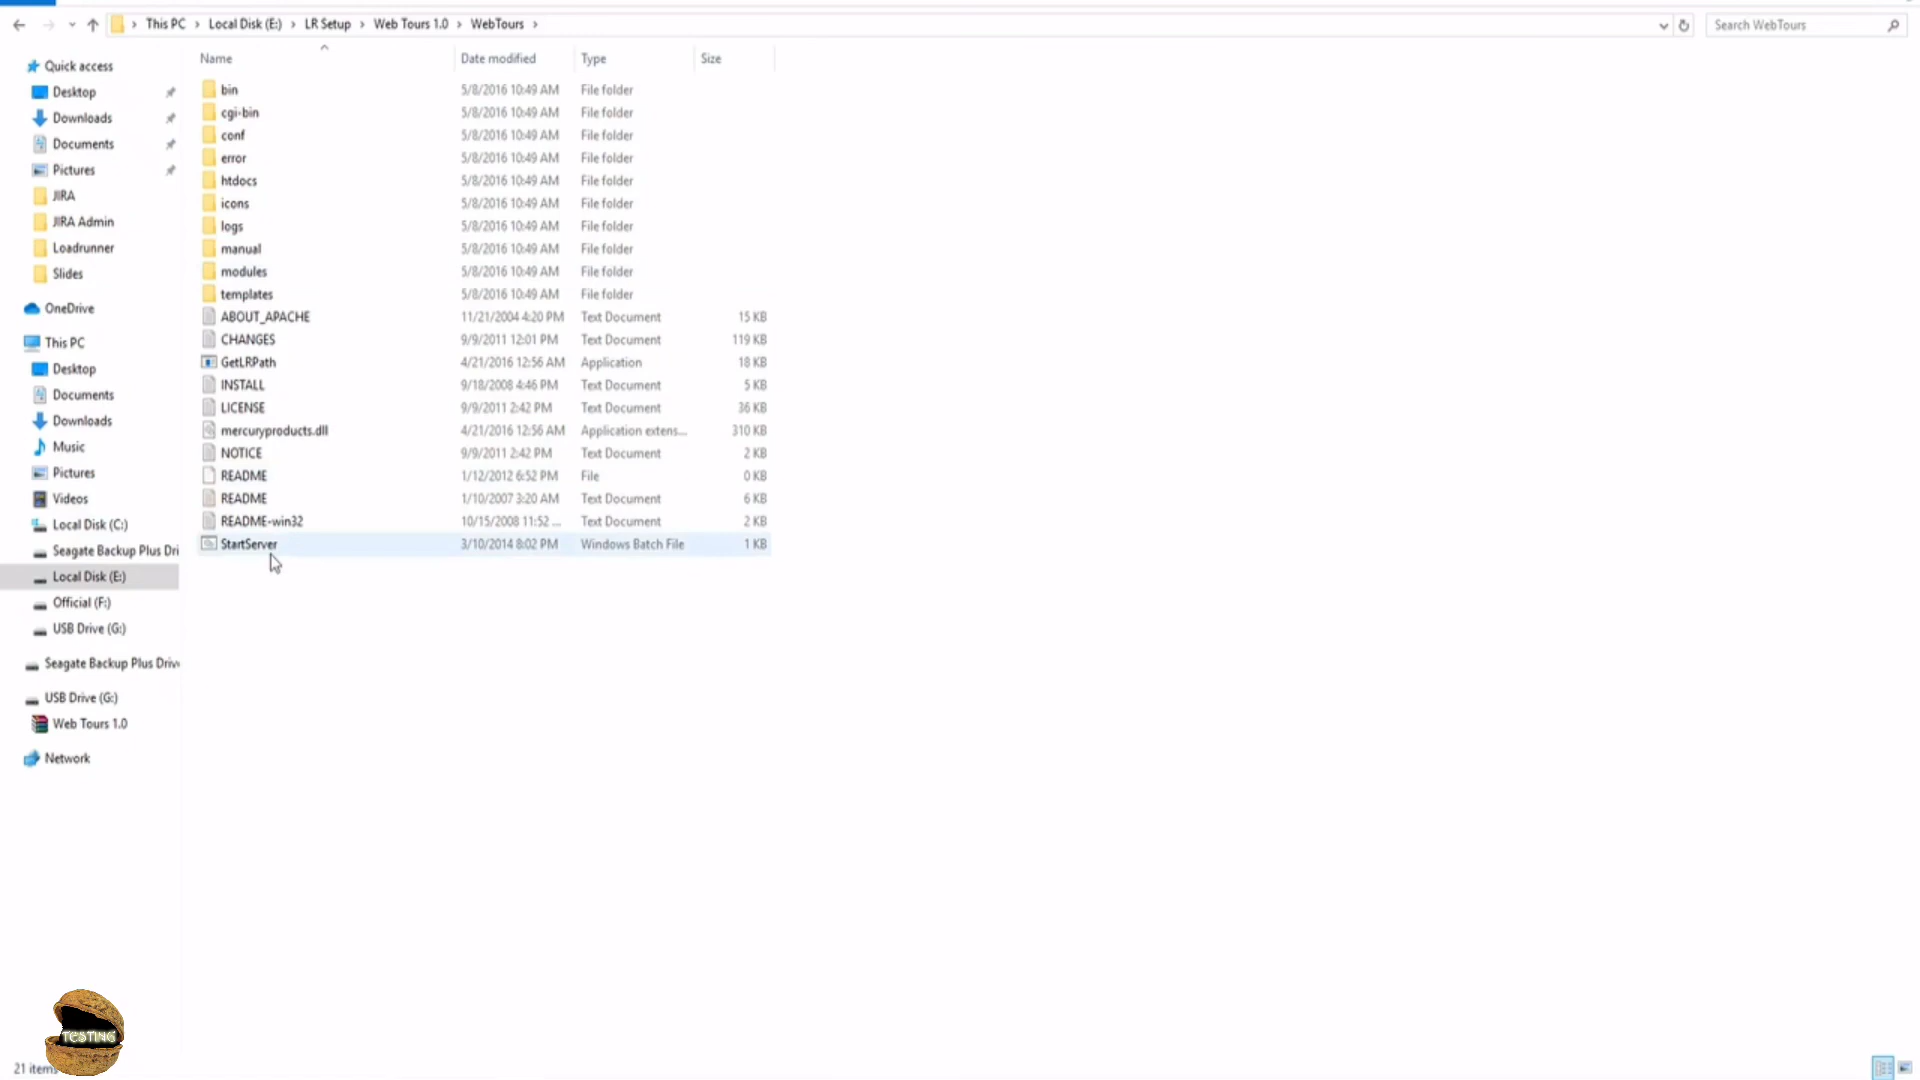 This PC > Local Disk (E:) > LR Setup > Web Tours 1.0 > WebTours >
Search WebTours
Name Date modified Type Size
Quick access
Desktop
Downloads
Documents
Pictures
JIRA
JIRA Admin
Loadrunner
Slides
OneDrive
This PC
Desktop
Documents
Downloads
Music
Pictures
Videos
Local Disk (C:)
Seagate Backup Plus Dri
Local Disk (E:)
Official (F:)
USB Drive (G:)
Seagate Backup Plus Driv
USB Drive (G:)
Web Tours 1.0
Network
bin 5/8/2016 10:49 AM File folder
cgi-bin 5/8/2016 10:49 AM File folder
conf 5/8/2016 10:49 AM File folder
error 5/8/2016 10:49 AM File folder
htdocs 5/8/2016 10:49 AM File folder
icons 5/8/2016 10:49 AM File folder
logs 5/8/2016 10:49 AM File folder
manual 5/8/2016 10:49 AM File folder
modules 5/8/2016 10:49 AM File folder
templates 5/8/2016 10:49 AM File folder
ABOUT_APACHE 11/21/2004 4:20 PM Text Document 15 KB
CHANGES 9/9/2011 12:01 PM Text Document 119 KB
GetLRPath 4/21/2016 12:56 AM Application 18 KB
INSTALL 9/18/2008 4:46 PM Text Document 5 KB
LICENSE 9/9/2011 2:42 PM Text Document 36 KB
mercuryproducts.dll 4/21/2016 12:56 AM Application extens... 310 KB
NOTICE 9/9/2011 2:42 PM Text Document 2 KB
README 1/12/2012 6:52 PM File 0 KB
README 1/10/2007 3:20 AM Text Document 6 KB
README-win32 10/15/2008 11:52 ... Text Document 2 KB
StartServer 3/10/2014 8:02 PM Windows Batch File 1 KB
TESTING
21 items